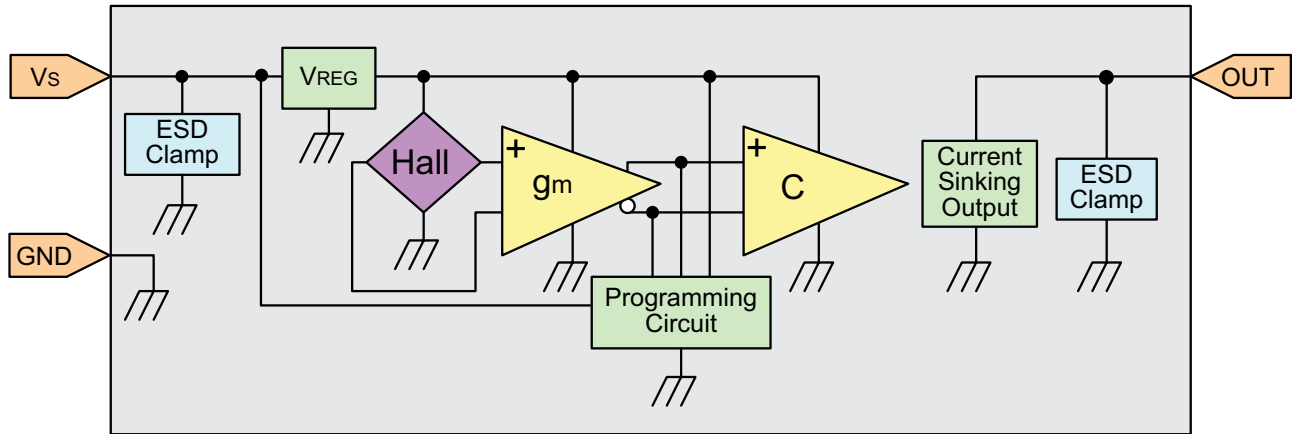 VS
VREG
OUT
ESD
Clamp
Hall
+
gm
+
C
Current
Sinking
Output
ESD
Clamp
GND
Programming
Circuit